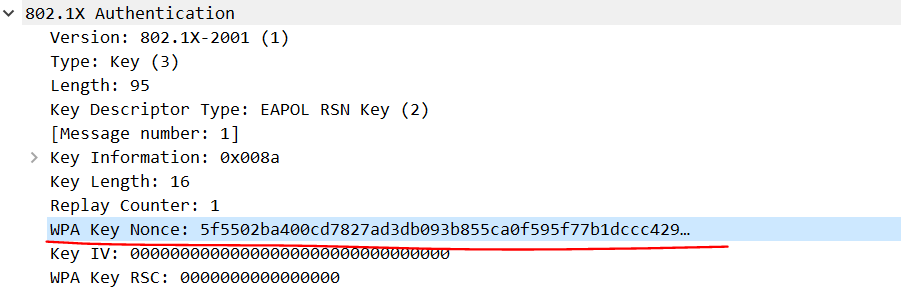 802.1X Authentication
Version: 802.1X-2001 (1)
Type: Key (3)
Length: 95
Key Descriptor Type: EAPOL RSN Key (2)
[Message number: 1]
Key Information: 0x008a
Key Length: 16
Replay Counter: 1
WPA Key Nonce: 5f5502ba400cd7827ad3db093b855ca0f595f77b1dccc429…
Key IV: 00000000000000000000000000000000
WPA Key RSC: 0000000000000000